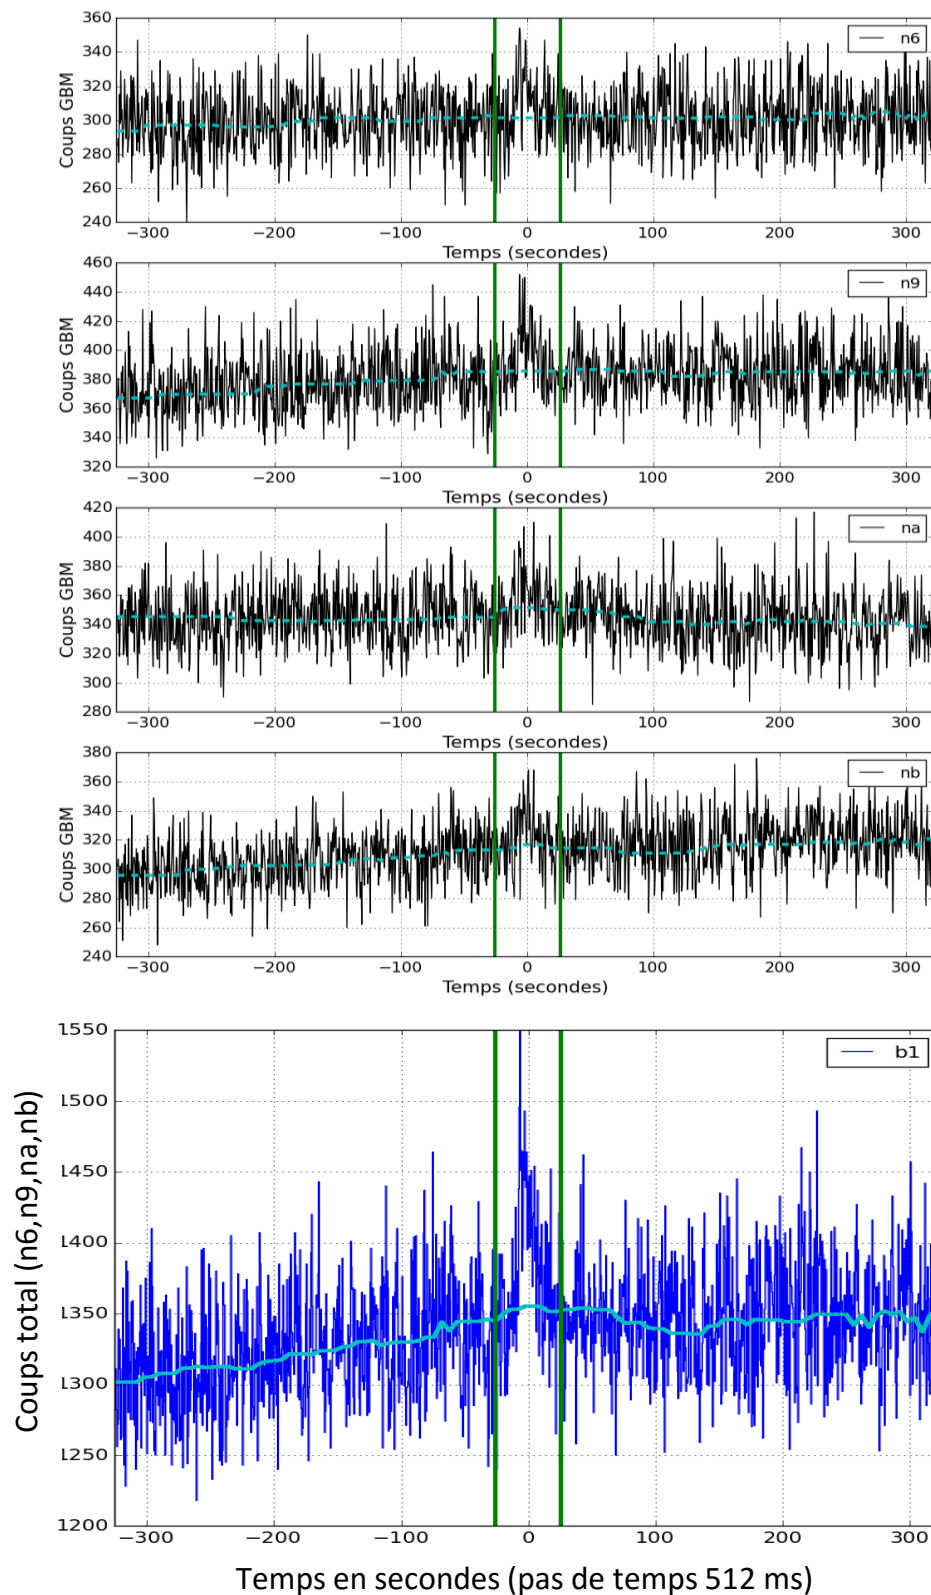 360
340
320
300
280
260
240
Coups GBM
n6
−300 −200 −100 0 100 200 300
Temps (secondes)
460
440
420
400
380
360
340
320
Coups GBM
n9
−300 −200 −100 0 100 200 300
Temps (secondes)
420
400
380
360
340
320
300
280
Coups GBM
na
−300 −200 −100 0 100 200 300
Temps (secondes)
380
360
340
320
300
280
260
240
Coups GBM
nb
−300 −200 −100 0 100 200 300
Temps (secondes)
1550
1500
1450
1400
1350
1300
1250
1200
Coups total (n6,n9,na,nb)
b1
−300 −200 −100 0 100 200 300
Temps en secondes (pas de temps 512 ms)